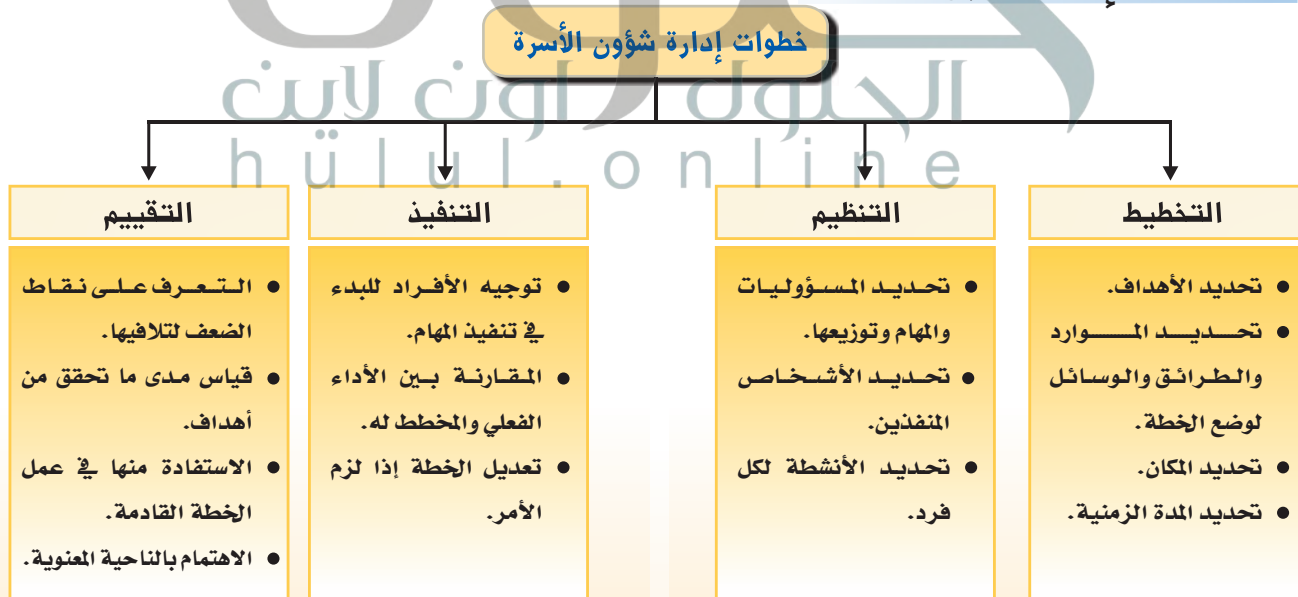 خطوات إدارة شؤون الأسرة
الحلول اون لاين
hülul.online
التخطيط
• تحديد الأهداف.
• تحديد الموارد
والطرائق والوسائل
لوضع الخطة.
• تحديد المكان.
• تحديد المدة الزمنية.
التنظيم
• تحديد المسؤوليات
والمهام وتوزيعها.
• تحديد الأشخاص
المنفذين.
• تحديد الأنشطة لكل
فرد.
التنفيذ
• توجيه الأفراد للبدء
في تنفيذ المهام.
• المقارنة بين الأداء
الفعلي والمخطط له.
• تعديل الخطة إذا لزم
الأمر.
التقييم
• التعرف على نقاط
الضعف لتلافيها.
• قياس مدى ما تحقق من
أهداف.
• الاستفادة منها في عمل
الخطة القادمة.
• الاهتمام بالناحية المعنوية.